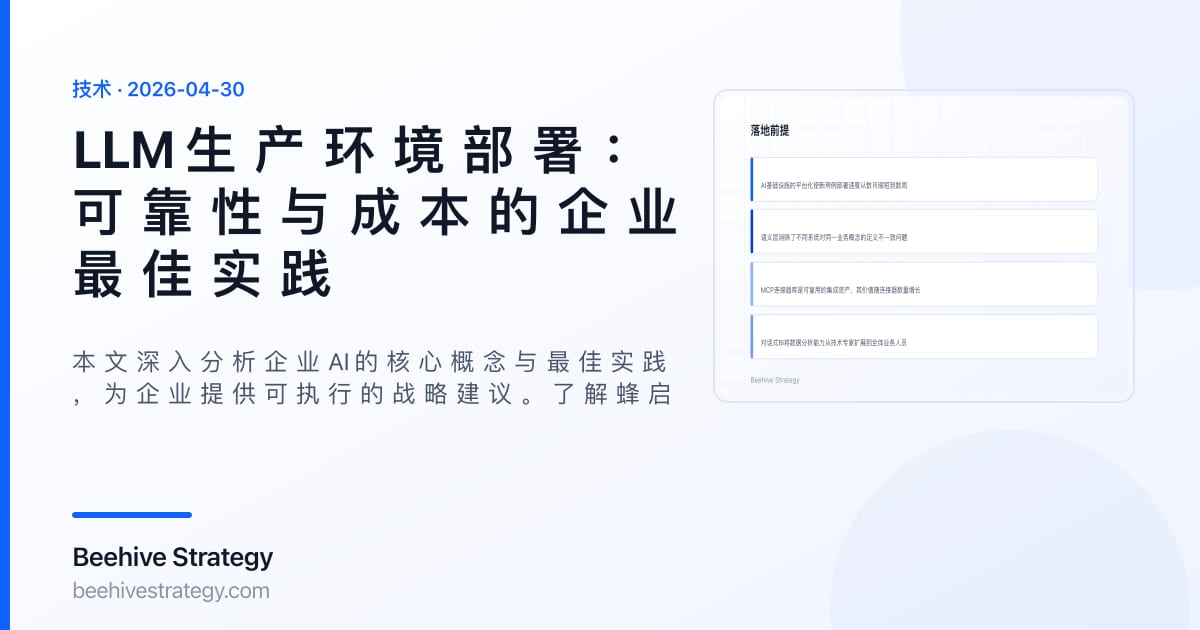 技术 · 2026-04-30
LLM生产环境部署：
可靠性与成本的企业
最佳实践
本文深入分析企业AI的核心概念与最佳实践
，为企业提供可执行的战略建议。了解蜂启
Beehive Strategy
beehivestrategy.com
落地前提
AI基础设施的平台化使新用例部署速度从数月缩短到数周
语义层消除了不同系统对同一业务概念的定义不一致问题
MCP连接器库是可复用的集成资产，其价值随连接器数量增长
对话式BI将数据分析能力从技术专家扩展到全体业务人员
Beehive Strategy